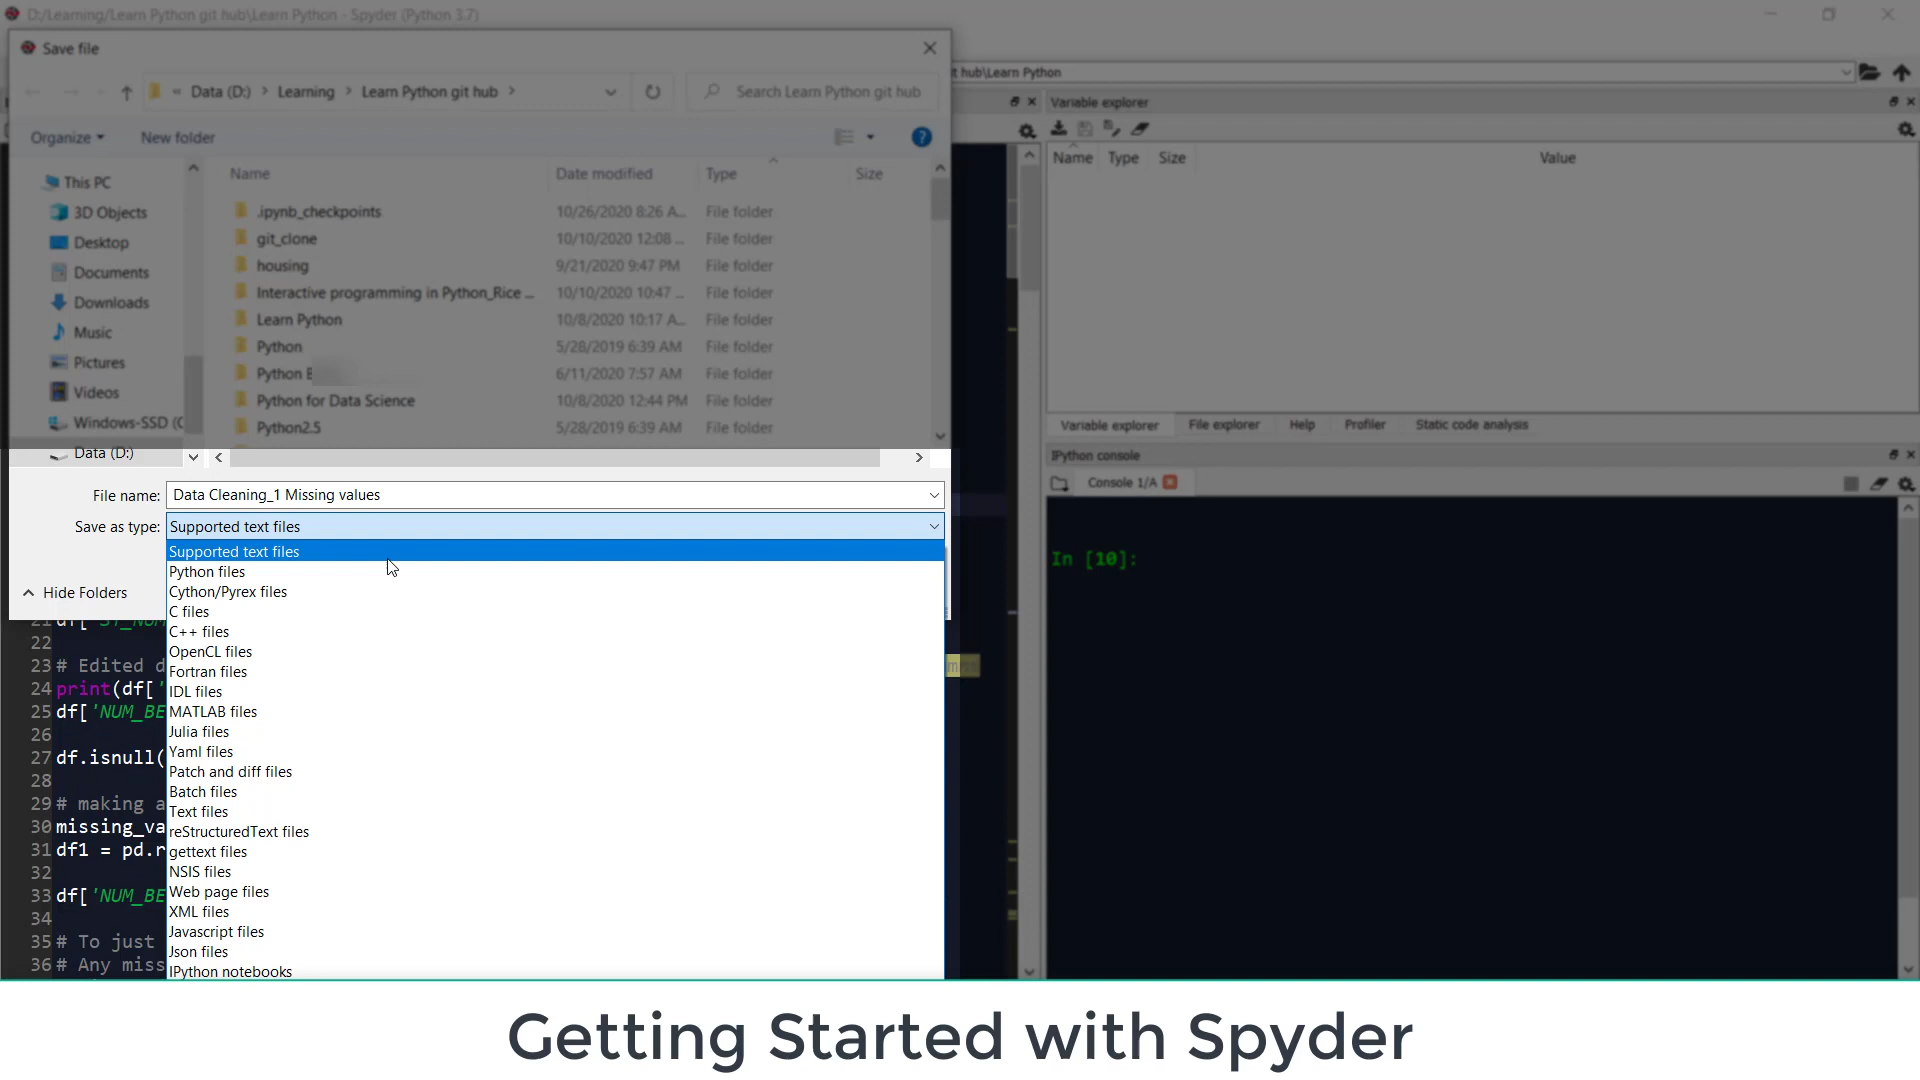 D:/Learning/Learn Python git hub\Learn Python - Spyder (Python 3.7)
Save file
« Data (D:) > Learning > Learn Python git hub >
Search Learn Python git hub
Organize
New folder
Name Date modified Type Size
This PC
3D Objects
Desktop
Documents
Downloads
Music
Pictures
Videos
Windows-SSD (C
Data (D:)
.ipynb_checkpoints 10/26/2020 8:26 A... File folder
git_clone 10/10/2020 12:08 ... File folder
housing 9/21/2020 9:47 PM File folder
Interactive programming in Python_Rice ... 10/10/2020 10:47 ... File folder
Learn Python 10/8/2020 10:17 A... File folder
Python 5/28/2019 6:39 AM File folder
Python 6/11/2020 7:57 AM File folder
Python for Data Science 10/8/2020 12:44 PM File folder
Python2.5 5/28/2019 6:39 AM File folder
File name: Data Cleaning_1 Missing values
Save as type: Supported text files
Supported text files
Python files
Cython/Pyrex files
C files
C++ files
OpenCL files
Fortran files
IDL files
MATLAB files
Julia files
Yaml files
Patch and diff files
Batch files
Text files
reStructuredText files
gettext files
NSIS files
Web page files
XML files
Javascript files
Json files
IPython notebooks
Hide Folders
21 df['ST_NUM
22
23 # Edited d
24 print(df['
25 df['NUM_BE
26
27 df.isnull(
28
29 # making a
30 missing_va
31 df1 = pd.r
32
33 df['NUM_BE
34
35 # To just
36 # Any miss
t hub\Learn Python
Variable explorer
Name Type Size Value
Variable explorer File explorer Help Profiler Static code analysis
IPython console
Console 1/A
In [10]:
Getting Started with Spyder